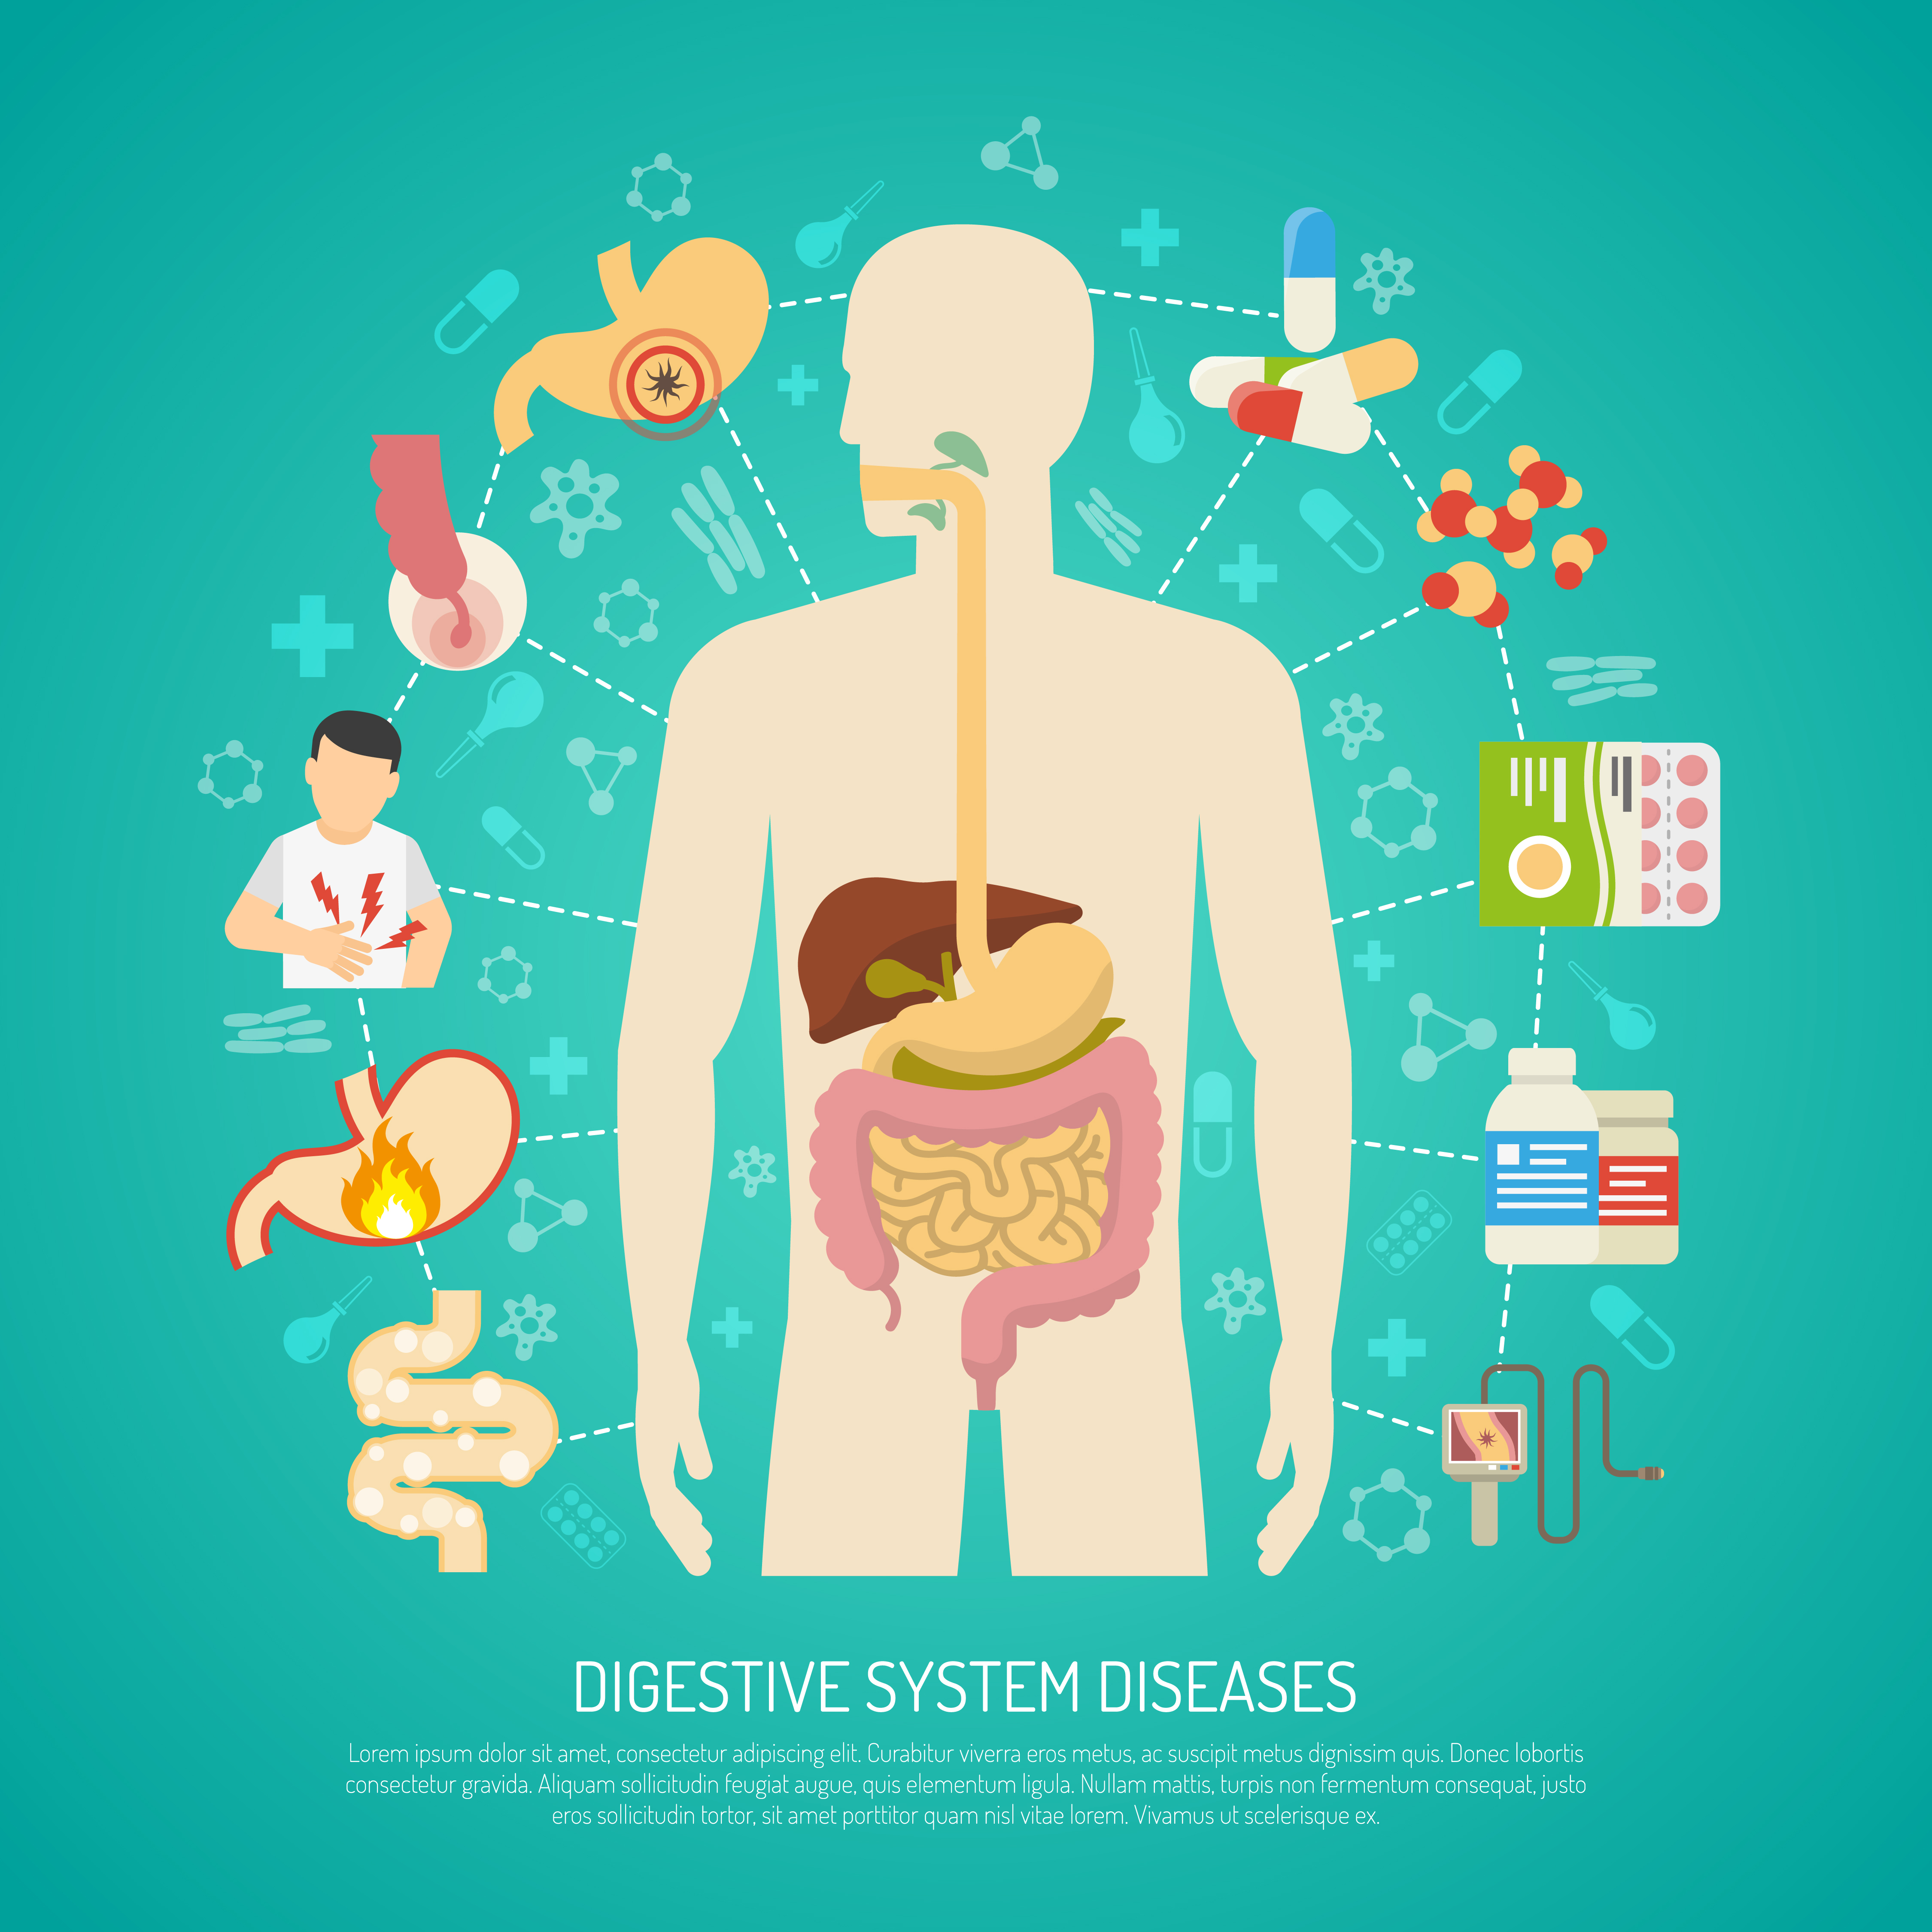 DIGESTIVE SYSTEM DISEASES
Lorem ipsum dolor sit amet, consectetur adipiscing elit. Curabitur viverra eros metus, ac suscipit metus dignissim quis. Donec lobortis
consectetur gravida. Aliquam sollicitudin feugiat augue, quis elementum ligula. Nullam mattis, turpis non fermentum consequat, justo
eros sollicitudin tortor, sit amet porttitor quam nisl vitae lorem. Vivamus ut scelerisque ex.